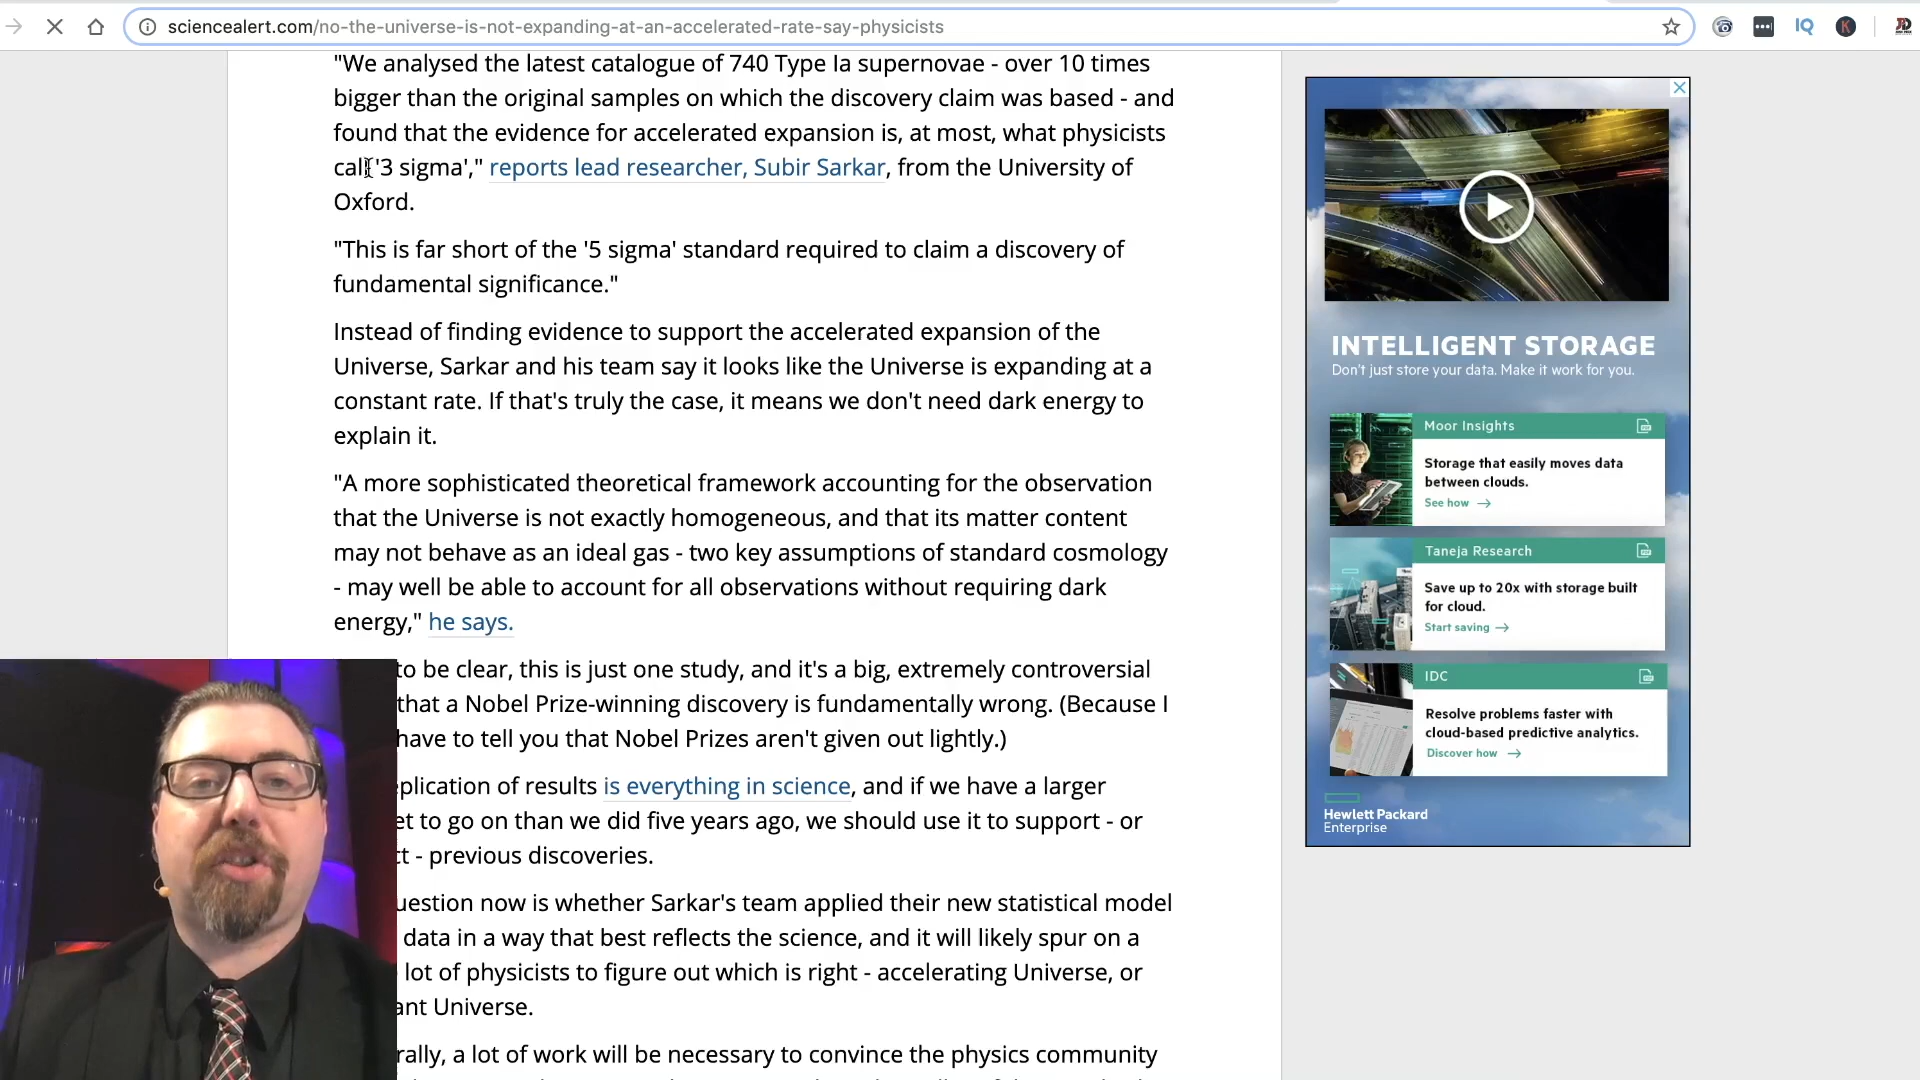 sciencealert.com/no-the-universe-is-not-expanding-at-an-accelerated-rate-say-physicists
IQ
K
"We analysed the latest catalogue of 740 Type Ia supernovae - over 10 times
bigger than the original samples on which the discovery claim was based - and
found that the evidence for accelerated expansion is, at most, what physicists
call '3 sigma'," reports lead researcher, Subir Sarkar, from the University of
Oxford.
"This is far short of the '5 sigma' standard required to claim a discovery of
fundamental significance."
Instead of finding evidence to support the accelerated expansion of the
Universe, Sarkar and his team say it looks like the Universe is expanding at a
constant rate. If that's truly the case, it means we don't need dark energy to
explain it.
"A more sophisticated theoretical framework accounting for the observation
that the Universe is not exactly homogeneous, and that its matter content
may not behave as an ideal gas - two key assumptions of standard cosmology
- may well be able to account for all observations without requiring dark
energy," he says.
to be clear, this is just one study, and it's a big, extremely controversial
that a Nobel Prize-winning discovery is fundamentally wrong. (Because I
have to tell you that Nobel Prizes aren't given out lightly.)
plication of results is everything in science, and if we have a larger
et to go on than we did five years ago, we should use it to support - or
ct - previous discoveries.
uestion now is whether Sarkar's team applied their new statistical model
data in a way that best reflects the science, and it will likely spur on a
lot of physicists to figure out which is right - accelerating Universe, or
ant Universe.
rally, a lot of work will be necessary to convince the physics community
INTELLIGENT STORAGE
Don't just store your data. Make it work for you.
Moor Insights
Storage that easily moves data
between clouds.
See how
Taneja Research
Save up to 20x with storage built
for cloud.
Start saving
IDC
Resolve problems faster with
cloud-based predictive analytics.
Discover how
Hewlett Packard
Enterprise